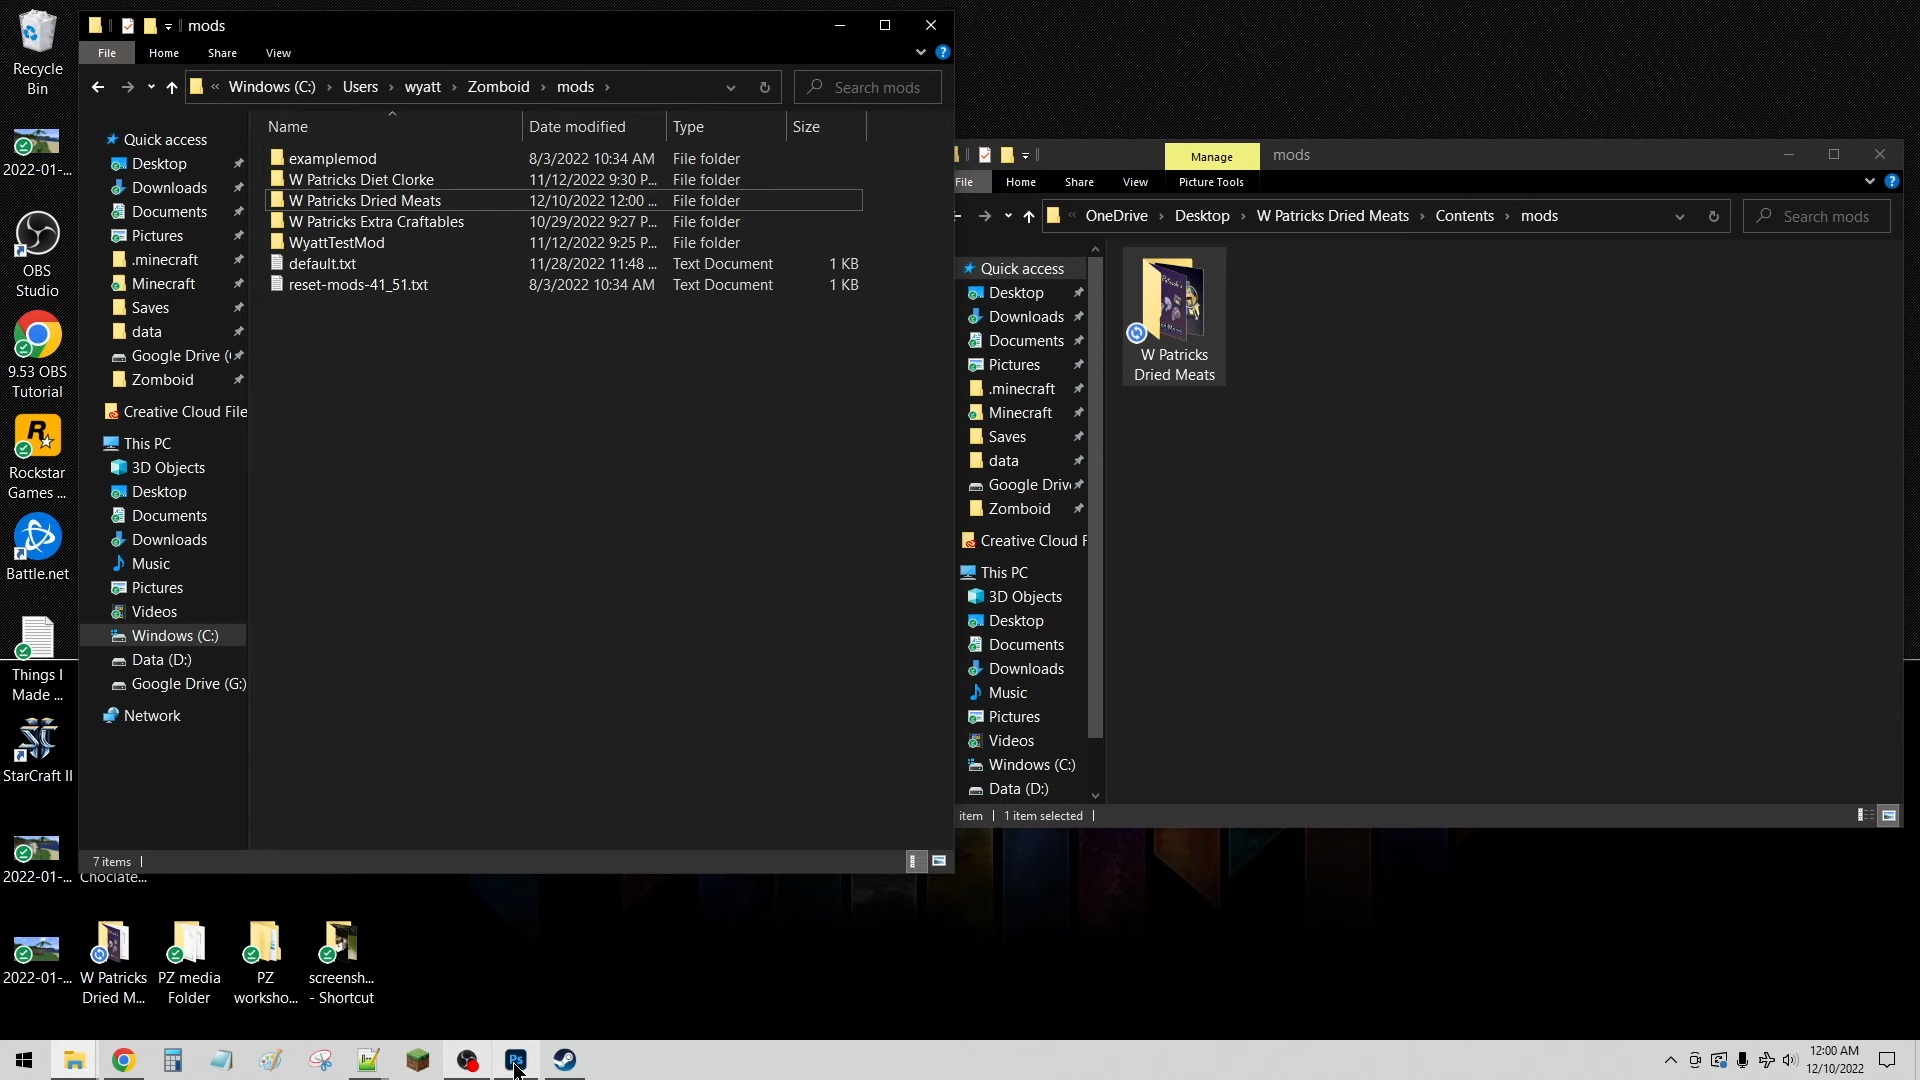 mods
File Home Share View
Windows (C:) Users wyatt Zomboid mods
Search mods
Name Date modified Type Size
examplemod 8/3/2022 10:34 AM File folder
W Patricks Diet Clorke 11/12/2022 9:30 P... File folder
W Patricks Dried Meats 12/10/2022 12:00 ... File folder
W Patricks Extra Craftables 10/29/2022 9:27 P... File folder
WyattTestMod 11/12/2022 9:25 P... File folder
default.txt 11/28/2022 11:48 ... Text Document 1 KB
reset-mods-41_51.txt 8/3/2022 10:34 AM Text Document 1 KB
Quick access
Desktop
Downloads
Documents
Pictures
.minecraft
Minecraft
Saves
data
Google Drive (
Zomboid
Creative Cloud File
This PC
3D Objects
Desktop
Documents
Downloads
Music
Pictures
Videos
Windows (C:)
Data (D:)
Google Drive (G:)
Network
7 items
Manage mods
File Home Share View Picture Tools
OneDrive Desktop W Patricks Dried Meats Contents mods
Search mods
Quick access
Desktop
Downloads
Documents
Pictures
.minecraft
Minecraft
Saves
data
Google Driv
Zomboid
Creative Cloud F
This PC
3D Objects
Desktop
Documents
Downloads
Music
Pictures
Videos
Windows (C:)
Data (D:)
W Patricks
Dried Meats
item 1 item selected
Recycle
Bin
2022-01-...
OBS
Studio
9.53 OBS
Tutorial
Rockstar
Games ...
Battle.net
Things I
Made ...
StarCraft II
2022-01-...
Choclate...
2022-01-...
W Patricks
Dried M...
PZ media
Folder
PZ
worksho...
screensh...
- Shortcut
Ps
12:00 AM
12/10/2022